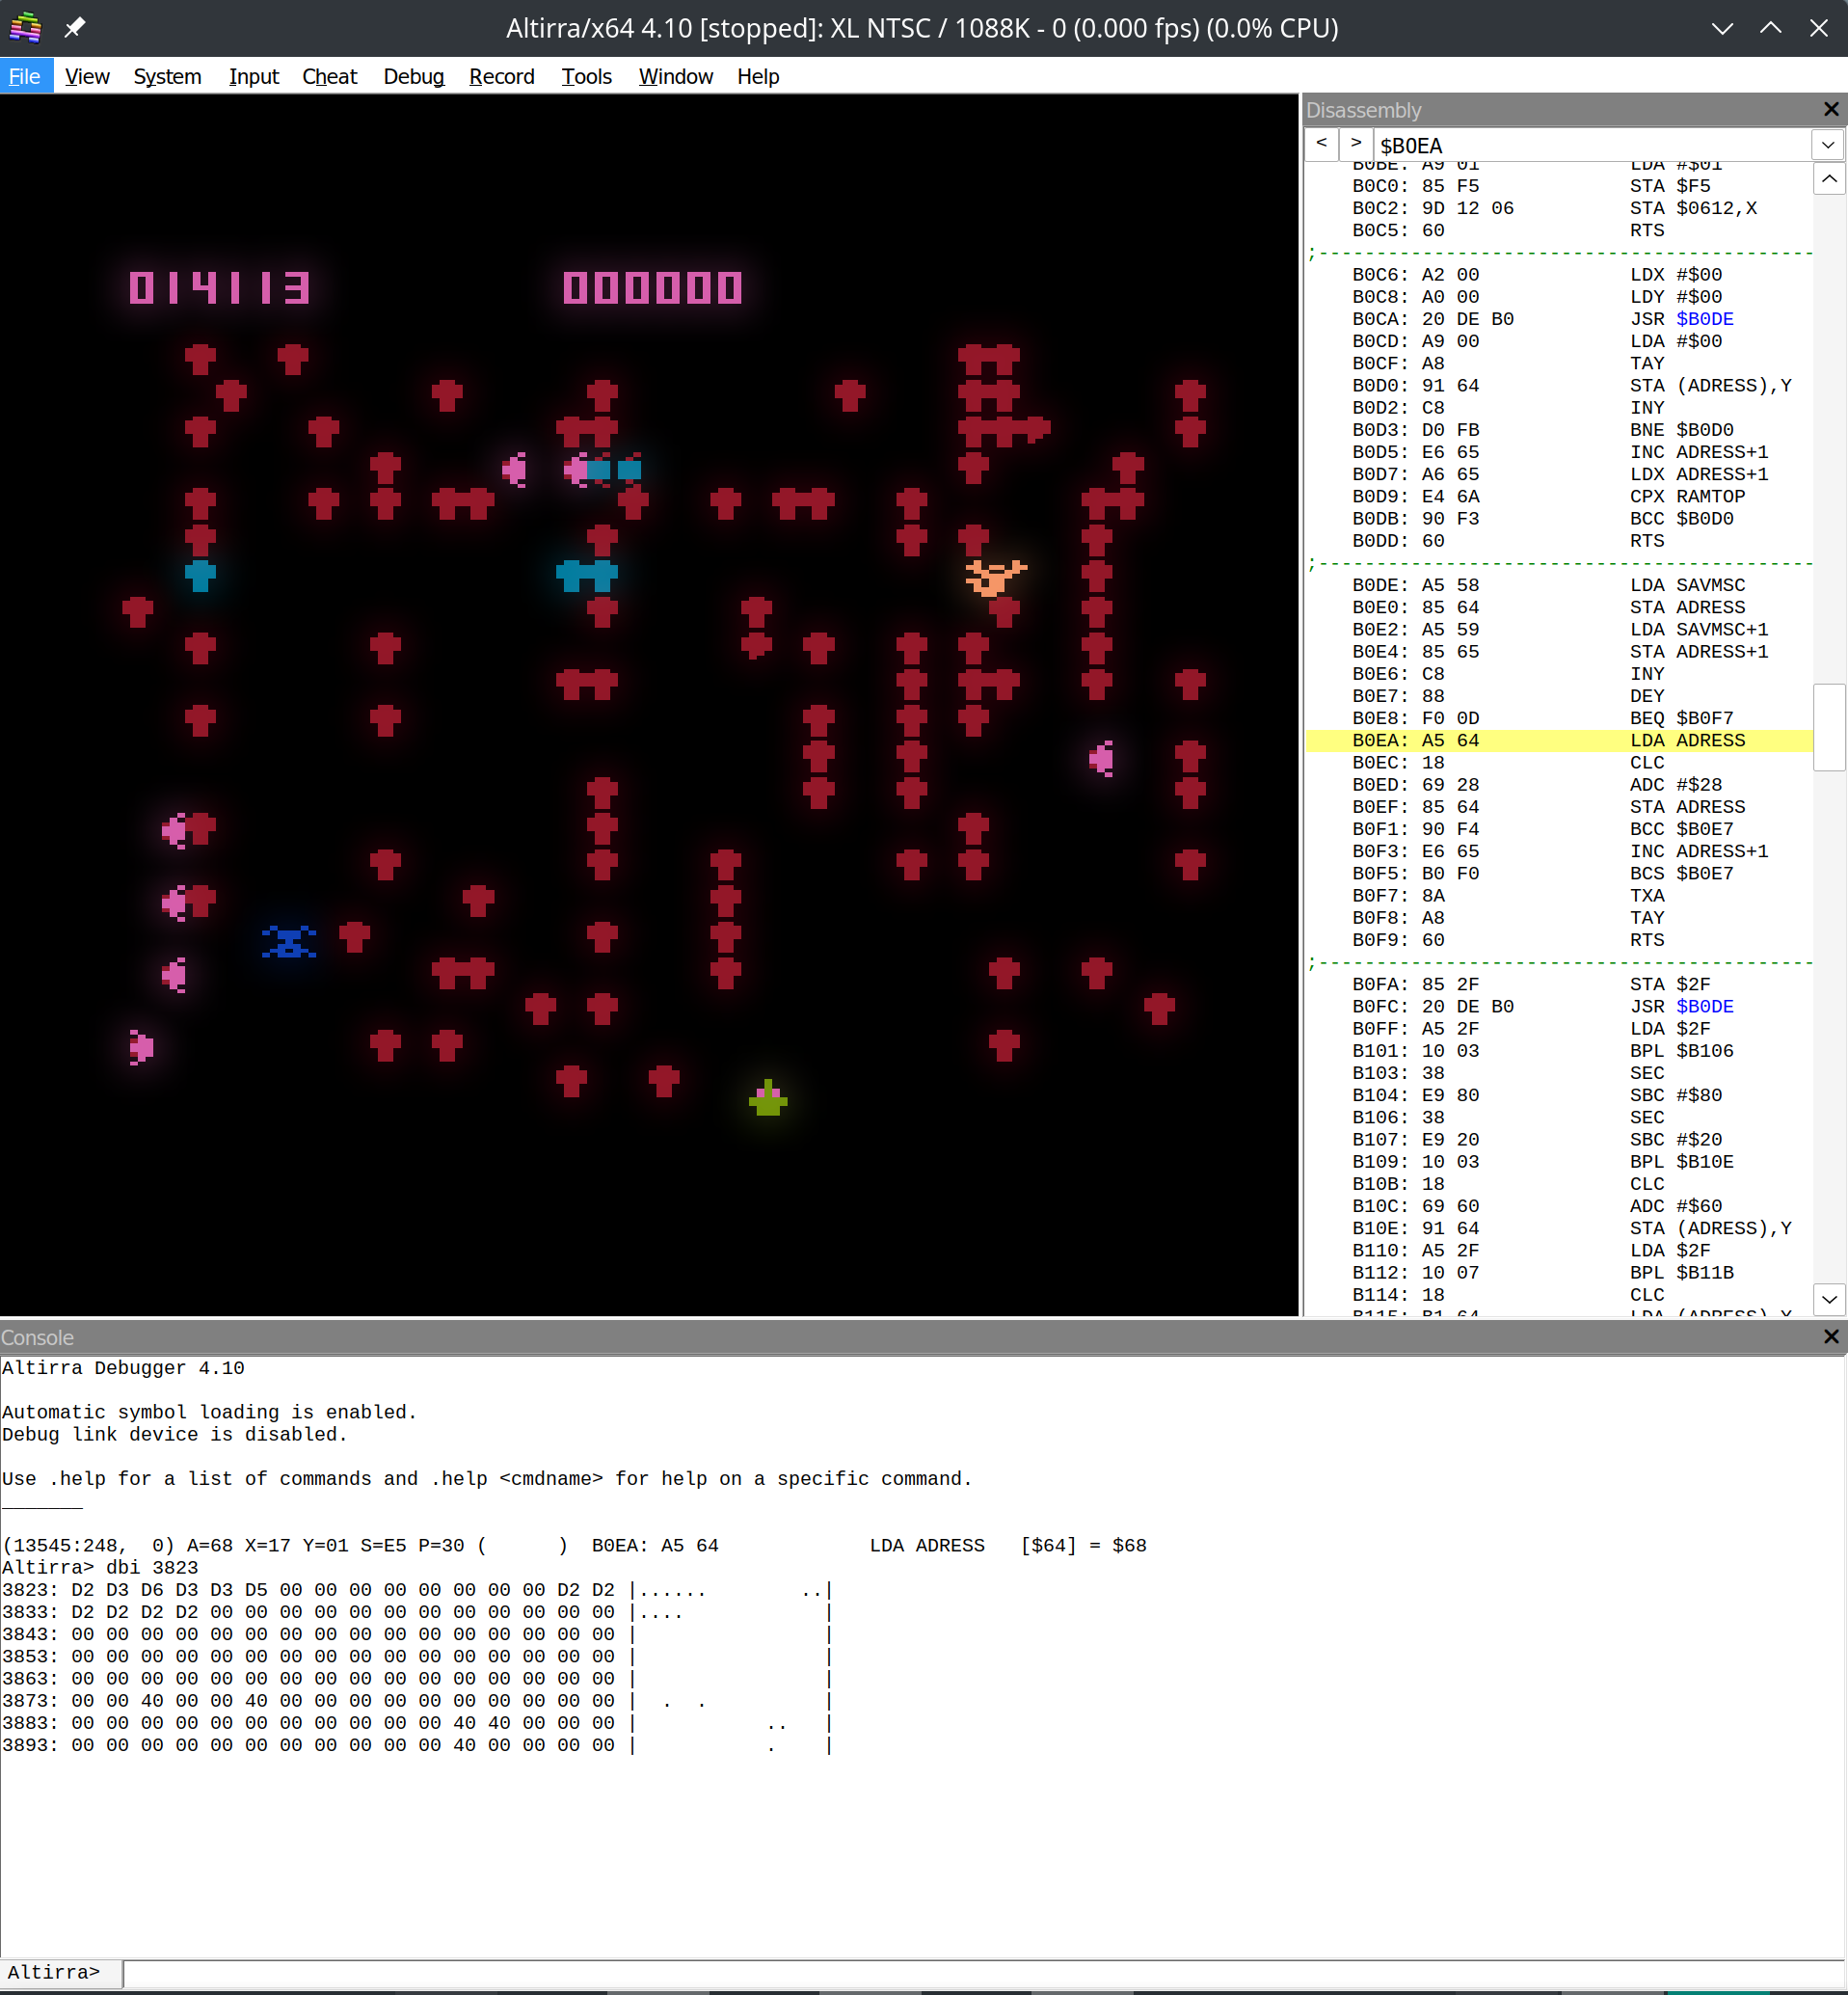 Altirra/x64 4.10 [stopped]: XL NTSC / 1088K - 0 (0.000 fps) (0.0% CPU)
File View System Input Cheat Debug Record Tools Window Help
014113 000000
Disassembly
< > $B0EA
B0BE: A9 01 LDA #$01
B0C0: 85 F5 STA $F5
B0C2: 9D 12 06 STA $0612,X
B0C5: 60 RTS
;-------------------------------------------
B0C6: A2 00 LDX #$00
B0C8: A0 00 LDY #$00
B0CA: 20 DE B0 JSR $B0DE
B0CD: A9 00 LDA #$00
B0CF: A8 TAY
B0D0: 91 64 STA (ADRESS),Y
B0D2: C8 INY
B0D3: D0 FB BNE $B0D0
B0D5: E6 65 INC ADRESS+1
B0D7: A6 65 LDX ADRESS+1
B0D9: E4 6A CPX RAMTOP
B0DB: 90 F3 BCC $B0D0
B0DD: 60 RTS
;-------------------------------------------
B0DE: A5 58 LDA SAVMSC
B0E0: 85 64 STA ADRESS
B0E2: A5 59 LDA SAVMSC+1
B0E4: 85 65 STA ADRESS+1
B0E6: C8 INY
B0E7: 88 DEY
B0E8: F0 0D BEQ $B0F7
B0EA: A5 64 LDA ADRESS
B0EC: 18 CLC
B0ED: 69 28 ADC #$28
B0EF: 85 64 STA ADRESS
B0F1: 90 F4 BCC $B0E7
B0F3: E6 65 INC ADRESS+1
B0F5: B0 F0 BCS $B0E7
B0F7: 8A TXA
B0F8: A8 TAY
B0F9: 60 RTS
;-------------------------------------------
B0FA: 85 2F STA $2F
B0FC: 20 DE B0 JSR $B0DE
B0FF: A5 2F LDA $2F
B101: 10 03 BPL $B106
B103: 38 SEC
B104: E9 80 SBC #$80
B106: 38 SEC
B107: E9 20 SBC #$20
B109: 10 03 BPL $B10E
B10B: 18 CLC
B10C: 69 60 ADC #$60
B10E: 91 64 STA (ADRESS),Y
B110: A5 2F LDA $2F
B112: 10 07 BPL $B11B
B114: 18 CLC
B115: B1 64 LDA (ADRESS),Y
Console
Altirra Debugger 4.10
Automatic symbol loading is enabled.
Debug link device is disabled.
Use .help for a list of commands and .help <cmdname> for help on a specific command.
_______
(13545:248,  0) A=68 X=17 Y=01 S=E5 P=30 (      )  B0EA: A5 64 LDA ADRESS [$64] = $68
Altirra> dbi 3823
3823: D2 D3 D6 D3 D3 D5 00 00 00 00 00 00 00 00 D2 D2 |......        ..|
3833: D2 D2 D2 D2 00 00 00 00 00 00 00 00 00 00 00 00 |....            |
3843: 00 00 00 00 00 00 00 00 00 00 00 00 00 00 00 00 |                |
3853: 00 00 00 00 00 00 00 00 00 00 00 00 00 00 00 00 |                |
3863: 00 00 00 00 00 00 00 00 00 00 00 00 00 00 00 00 |                |
3873: 00 00 40 00 00 40 00 00 00 00 00 00 00 00 00 00 |  .  .          |
3883: 00 00 00 00 00 00 00 00 00 00 00 40 40 00 00 00 |           ..   |
3893: 00 00 00 00 00 00 00 00 00 00 00 40 00 00 00 00 |           .    |
Altirra>